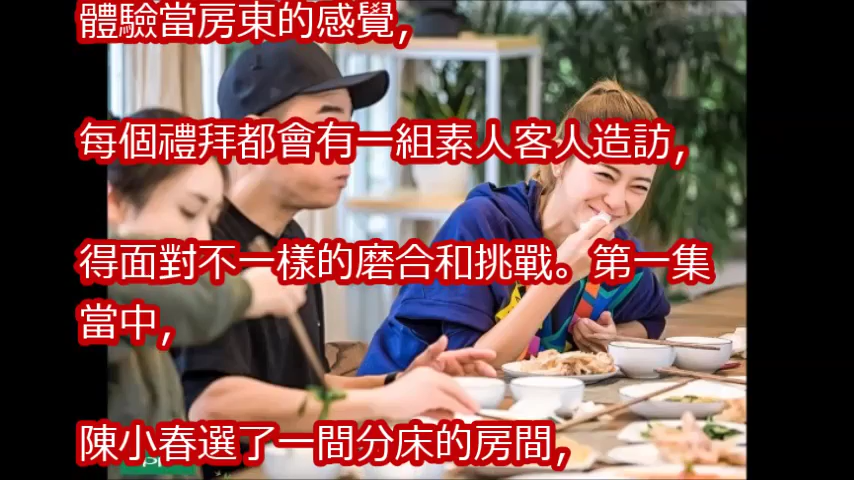 體驗當房東的感覺，
每個禮拜都會有一組素人客人造訪，
得面對不一樣的磨合和挑戰。第一集
當中，
陳小春選了一間分床的房間，